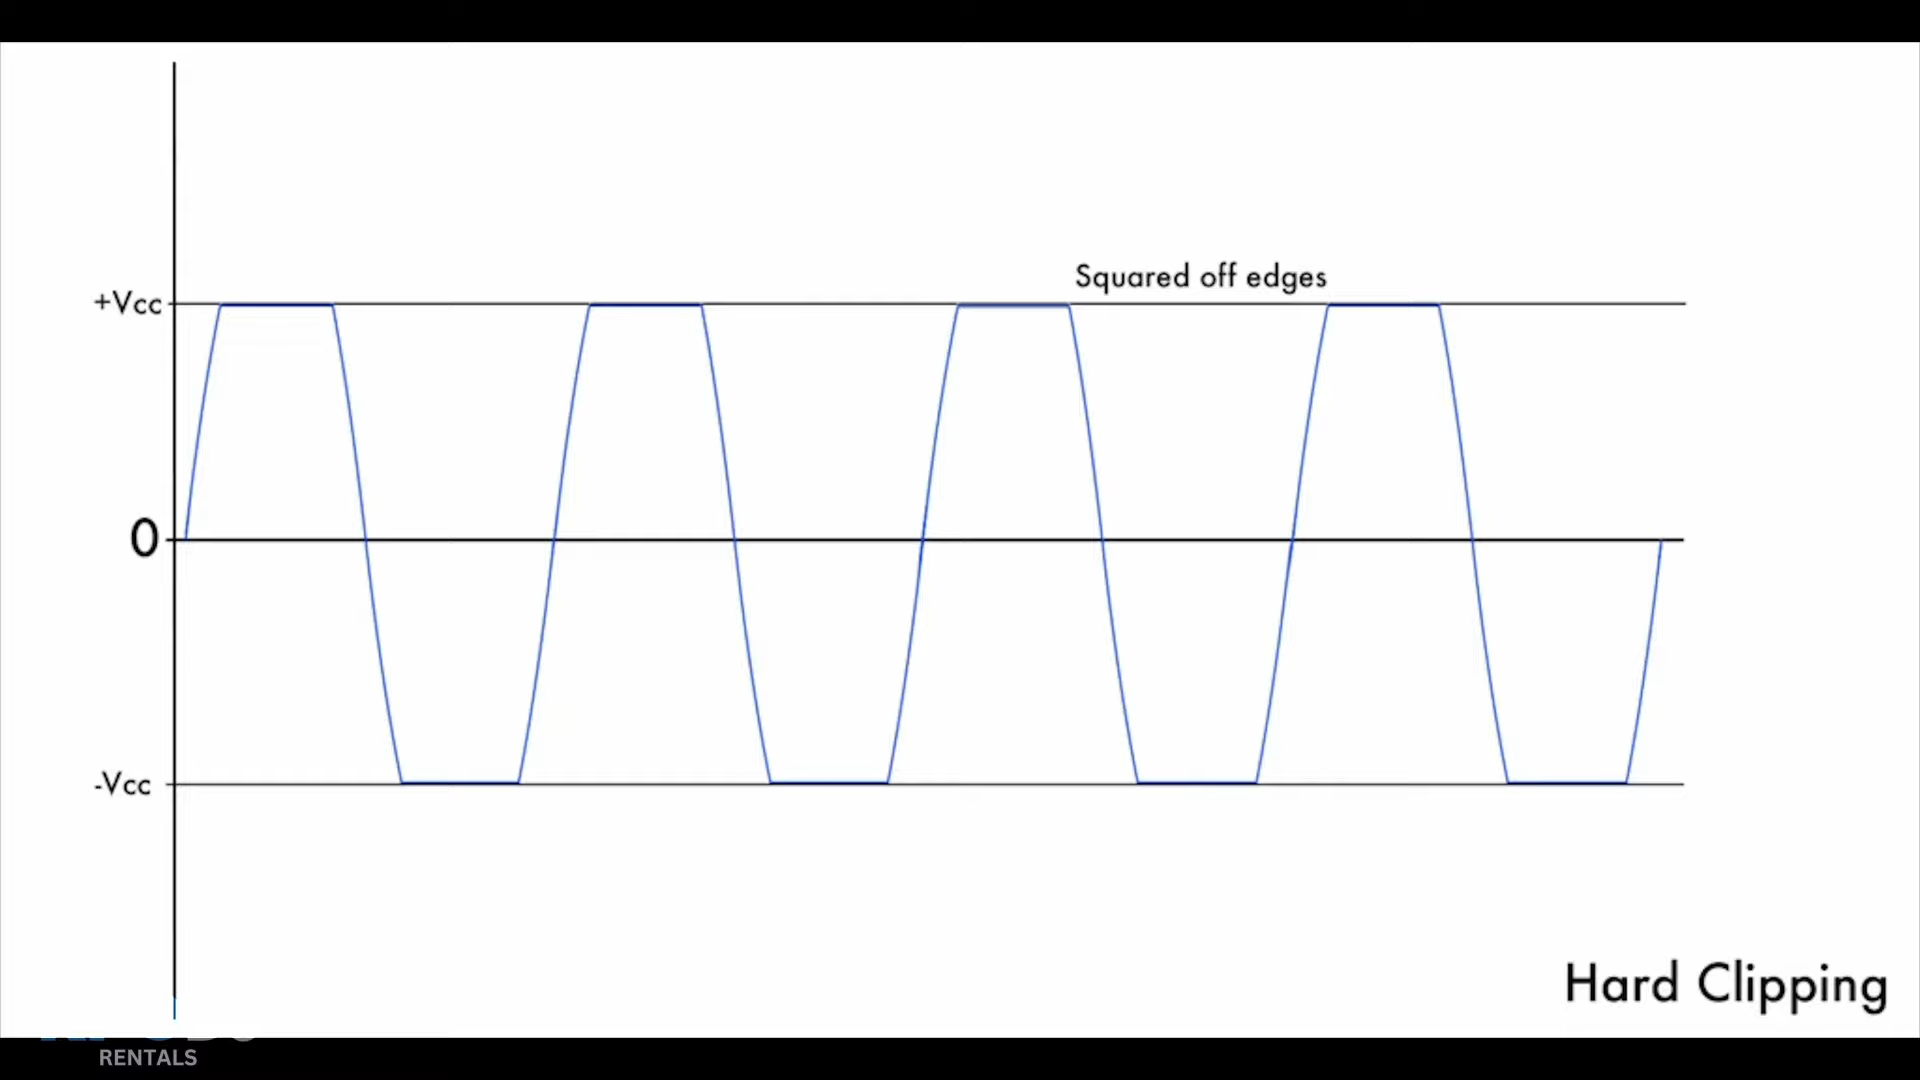 Squared off edges
+Vcc
0
-Vcc
Hard Clipping
RENTALS